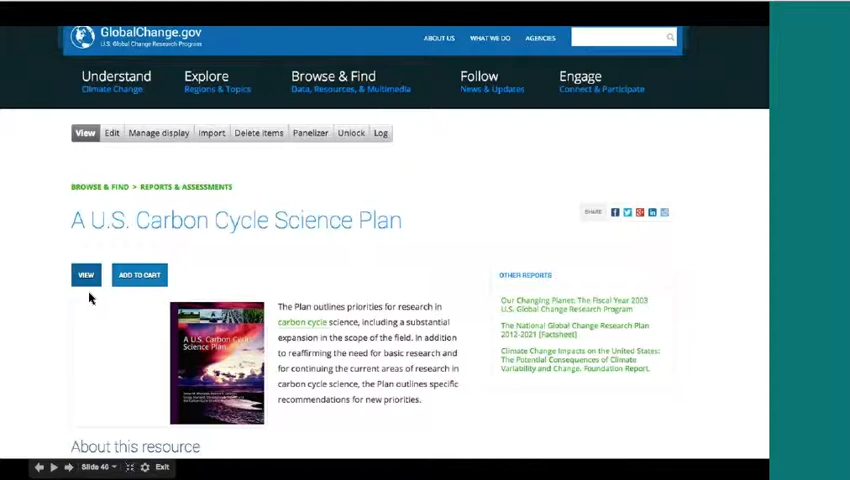 GlobalChange.gov
U.S. Global Change Research Program
ABOUT US WHAT WE DO AGENCIES
Understand Explore Browse & Find Follow Engage
Climate Change Regions & Topics Data, Resources, & Multimedia News & Updates Connect & Participate
View Edit Manage display Import Delete items Panelizer Unlock Log
BROWSE & FIND > REPORTS & ASSESSMENTS
A U.S. Carbon Cycle Science Plan
SHARE
VIEW ADD TO CART
OTHER REPORTS
Our Changing Planet: The Fiscal Year 2003
U.S. Global Change Research Program
The National Global Change Research Plan
2012-2021 [Factsheet]
Climate Change Impacts on the United States:
The Potential Consequences of Climate
Variability and Change. Foundation Report.
A U.S. Carbon Cycle
Science Plan
The Plan outlines priorities for research in
carbon cycle science, including a substantial
expansion in the scope of the field. In addition
to reaffirming the need for basic research and
for continuing the current areas of research in
carbon cycle science, the Plan outlines specific
recommendations for new priorities.
About this resource
Slide 40 Exit